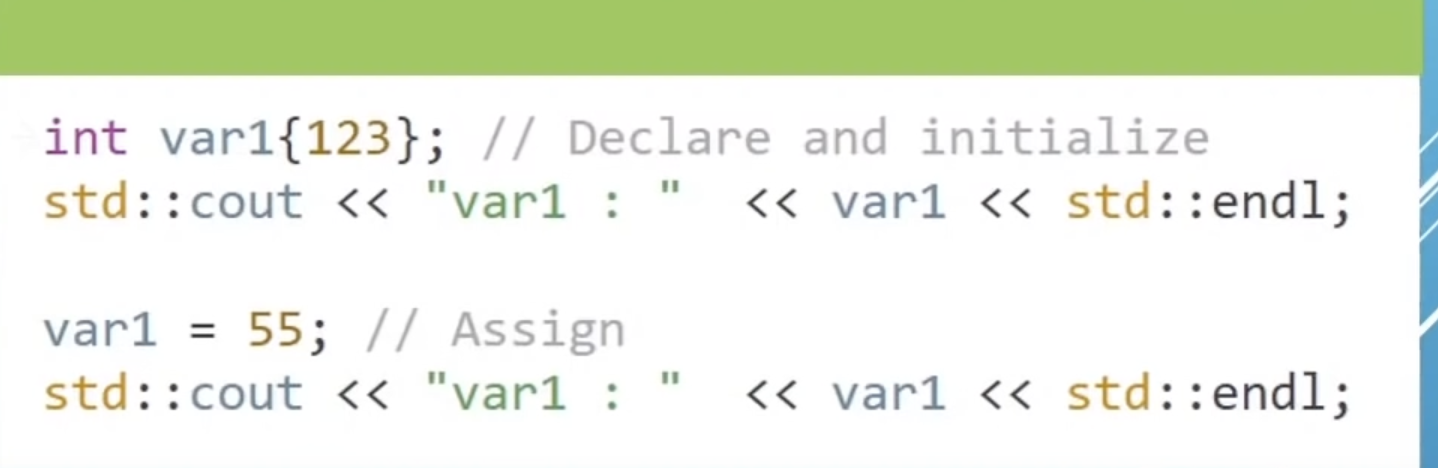 int var1{123}; // Declare and initialize
std::cout << "var1 : "  << var1 << std::endl;
var1 = 55; // Assign
std::cout << "var1 : "  << var1 << std::endl;